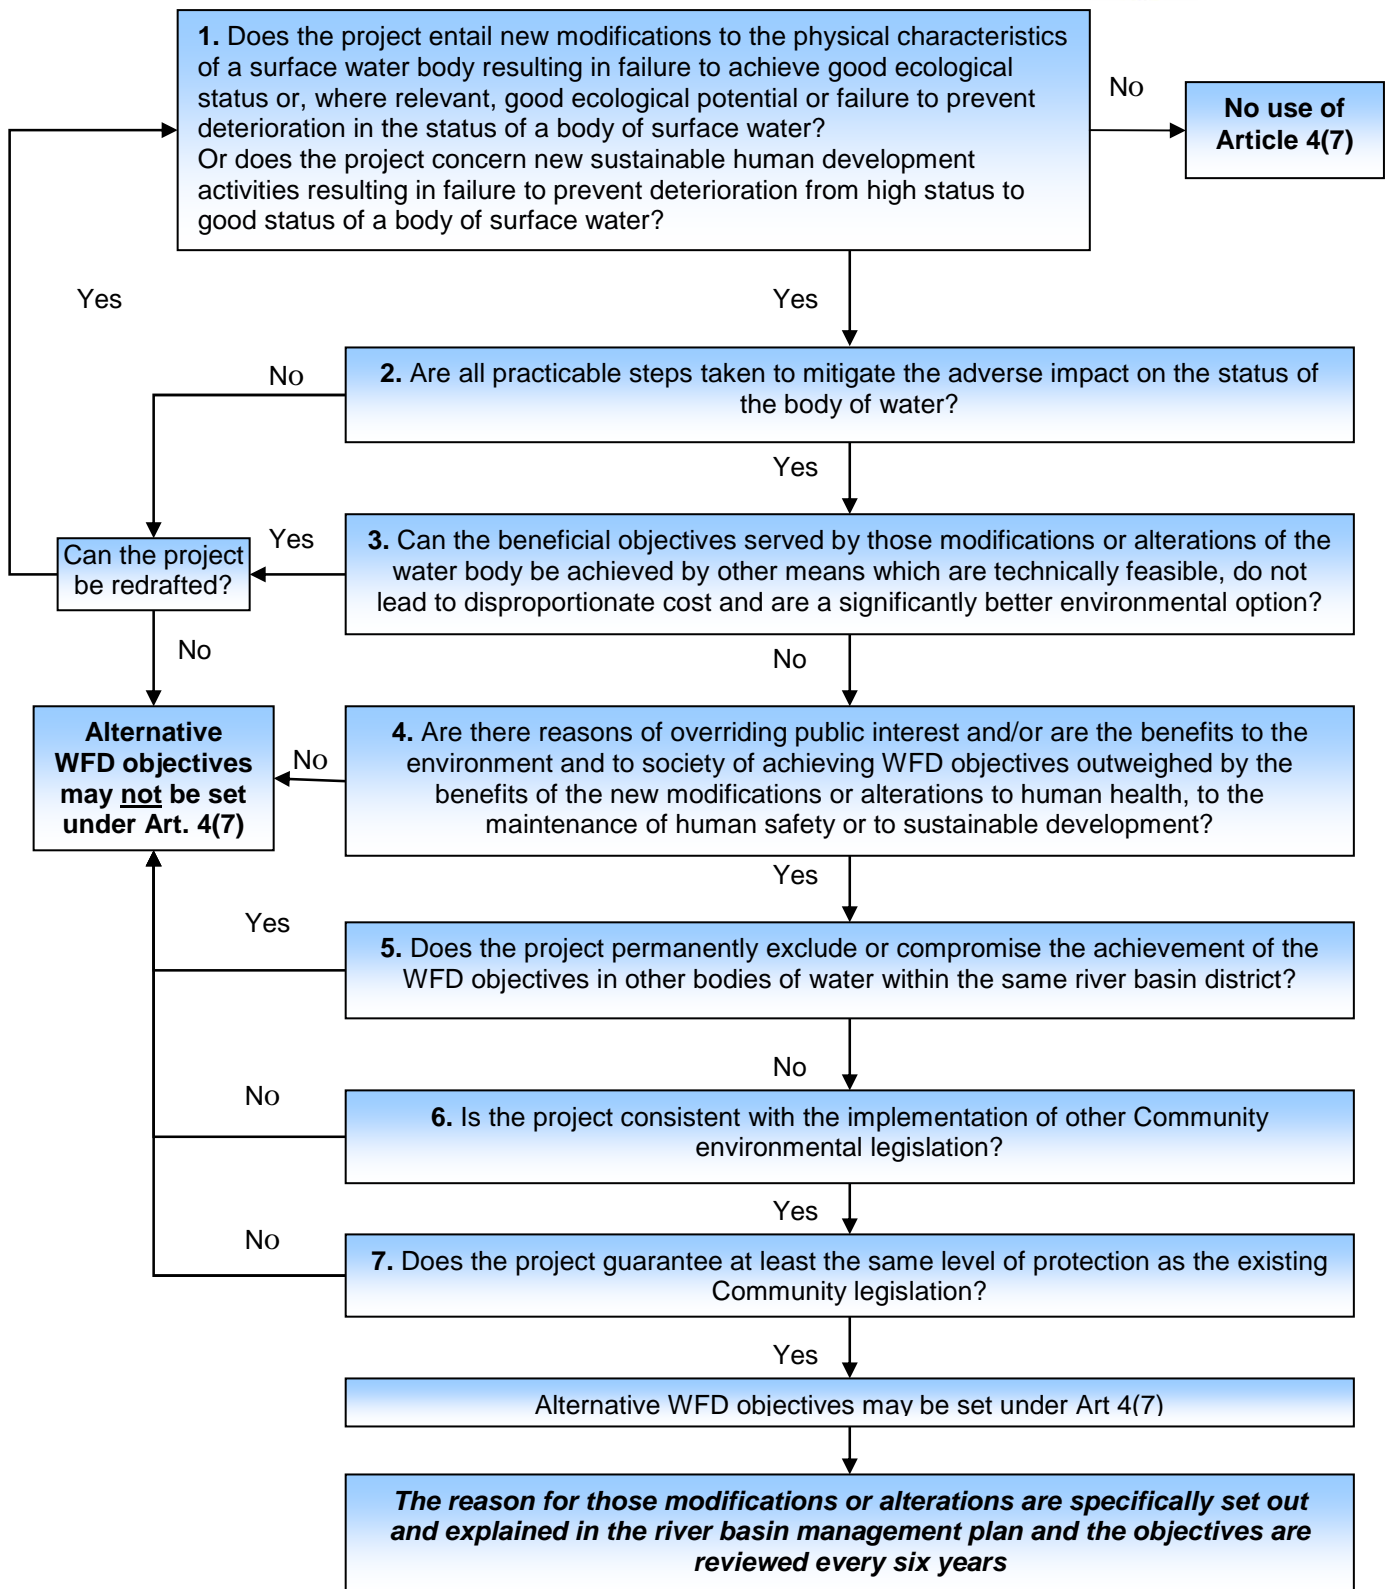 1. Does the project entail new modifications to the physical characteristics
of a surface water body resulting in failure to achieve good ecological
status or, where relevant, good ecological potential or failure to prevent
deterioration in the status of a body of surface water?
Or does the project concern new sustainable human development
activities resulting in failure to prevent deterioration from high status to
good status of a body of surface water?
No
No use of
Article 4(7)
Yes
Yes
2. Are all practicable steps taken to mitigate the adverse impact on the status of
the body of water?
No
Yes
Can the project
be redrafted?
Yes
3. Can the beneficial objectives served by those modifications or alterations of the
water body be achieved by other means which are technically feasible, do not
lead to disproportionate cost and are a significantly better environmental option?
No
No
Alternative
WFD objectives
may not be set
under Art. 4(7)
No
4. Are there reasons of overriding public interest and/or are the benefits to the
environment and to society of achieving WFD objectives outweighed by the
benefits of the new modifications or alterations to human health, to the
maintenance of human safety or to sustainable development?
Yes
Yes
5. Does the project permanently exclude or compromise the achievement of the
WFD objectives in other bodies of water within the same river basin district?
No
No
6. Is the project consistent with the implementation of other Community
environmental legislation?
Yes
No
7. Does the project guarantee at least the same level of protection as the existing
Community legislation?
Yes
Alternative WFD objectives may be set under Art 4(7)
The reason for those modifications or alterations are specifically set out
and explained in the river basin management plan and the objectives are
reviewed every six years